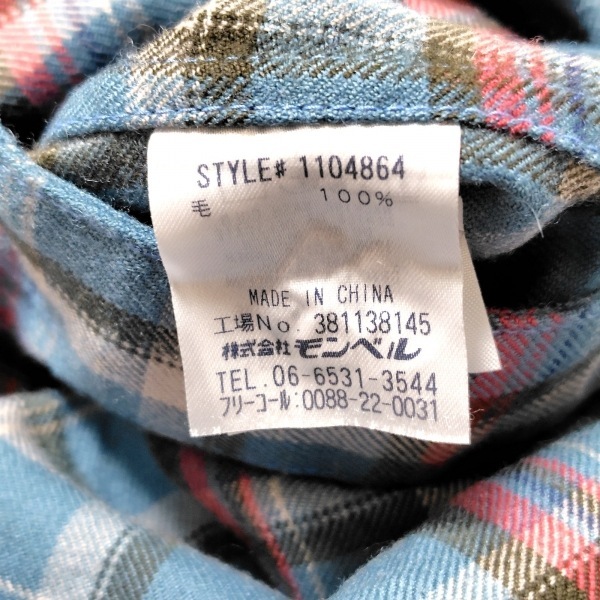 STYLE# 1104864
毛 100%
MADE IN CHINA
工場No. 381138145
株式会社 モンベル
TEL.06-6531-3544
フリーコール:0088-22-0031